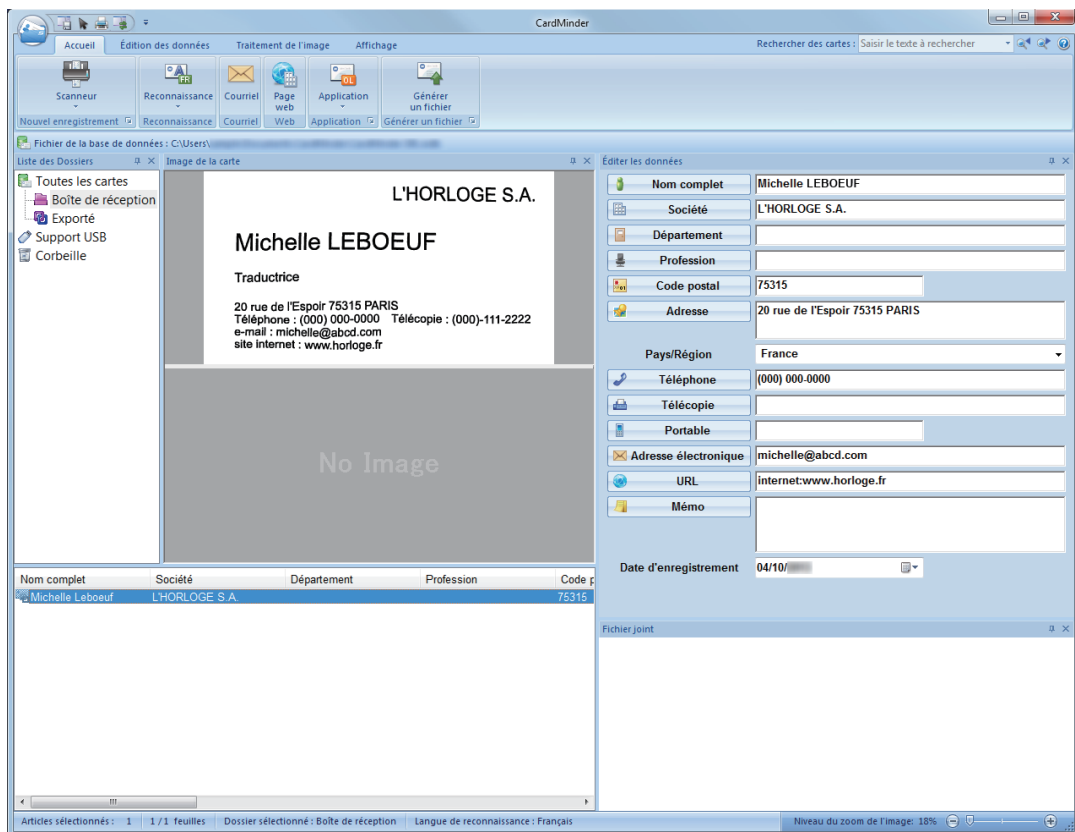 CardMinder
Accueil Édition des données Traitement de l'image Affichage
Rechercher des cartes : Saisir le texte à rechercher
Scanneur Reconnaissance Courriel Page web Application Générer un fichier
Nouvel enregistrement Reconnaissance Courriel Web Application Générer un fichier
Fichier de la base de données : C:\Users\
Liste des Dossiers
Toutes les cartes
Boîte de réception
Exporté
Support USB
Corbeille
Image de la carte
L'HORLOGE S.A.
Michelle LEBOEUF
Traductrice
20 rue de l'Espoir 75315 PARIS
Téléphone : (000) 000-0000 Télécopie : (000)-111-2222
e-mail : michelle@abcd.com
site internet : www.horloge.fr
No Image
Éditer les données
Nom complet Michelle LEBOEUF
Société L'HORLOGE S.A.
Département
Profession
Code postal 75315
Adresse 20 rue de l'Espoir 75315 PARIS
Pays/Région France
Téléphone (000) 000-0000
Télécopie
Portable
Adresse électronique michelle@abcd.com
URL internet:www.horloge.fr
Mémo
Date d'enregistrement 04/10/
Nom complet Société Département Profession Code p
Michelle Leboeuf L'HORLOGE S.A. 75315
Fichier joint
Articles sélectionnés : 1 1 / 1 feuilles Dossier sélectionné : Boîte de réception Langue de reconnaissance : Français
Niveau du zoom de l'image: 18%